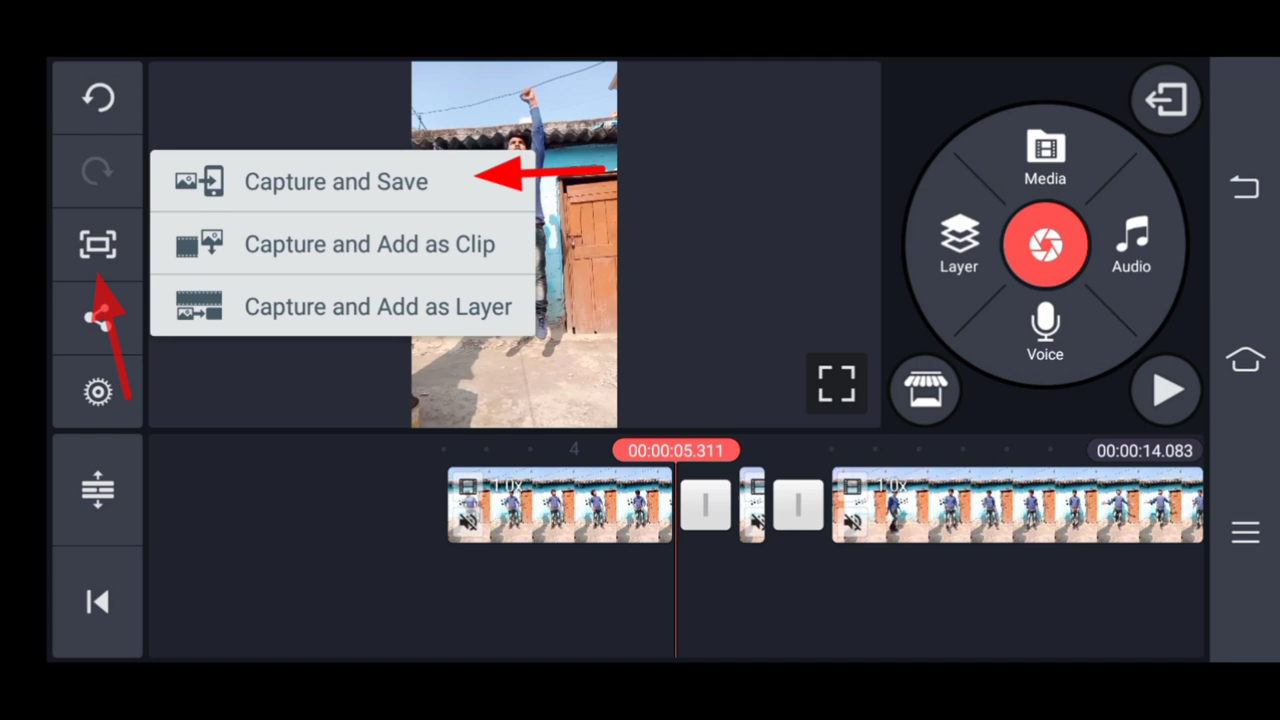 Capture and Save
Capture and Add as Clip
Capture and Add as Layer
Media
Layer
Audio
Voice
4
00:00:05.311
00:00:14.083
1.0x
1.0x